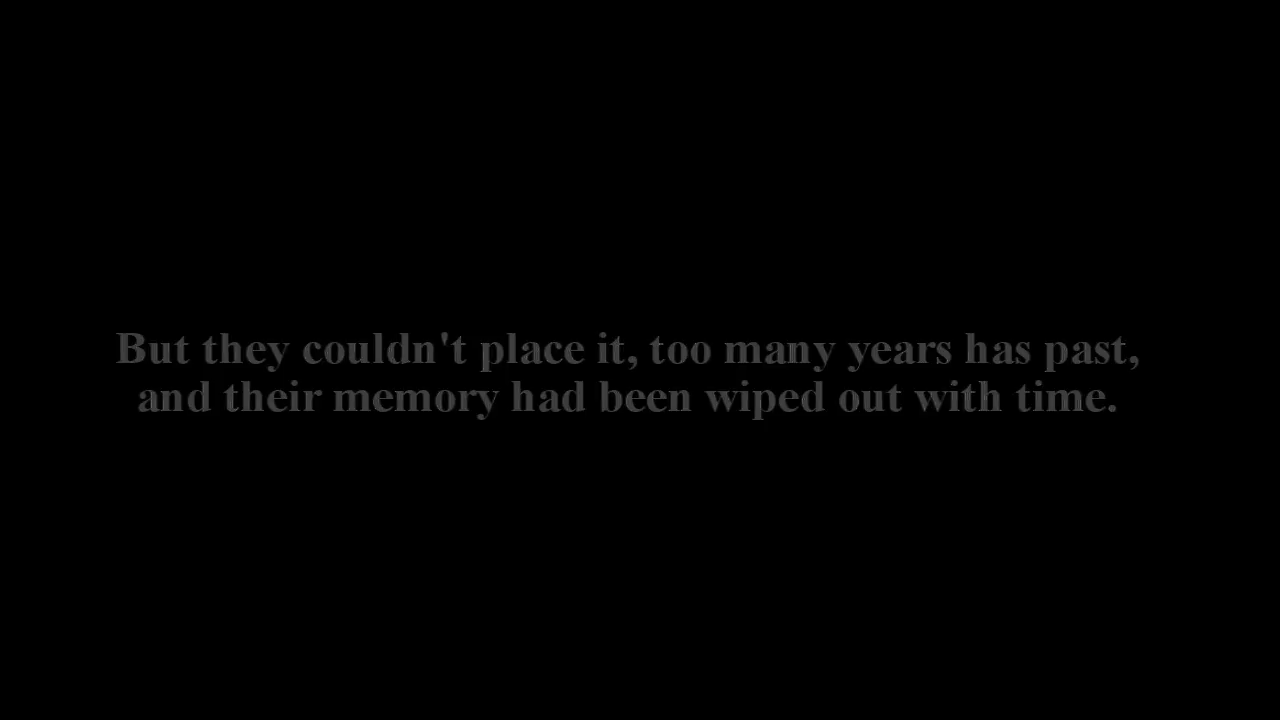 But they couldn't place it, too many years has past,
and their memory had been wiped out with time.